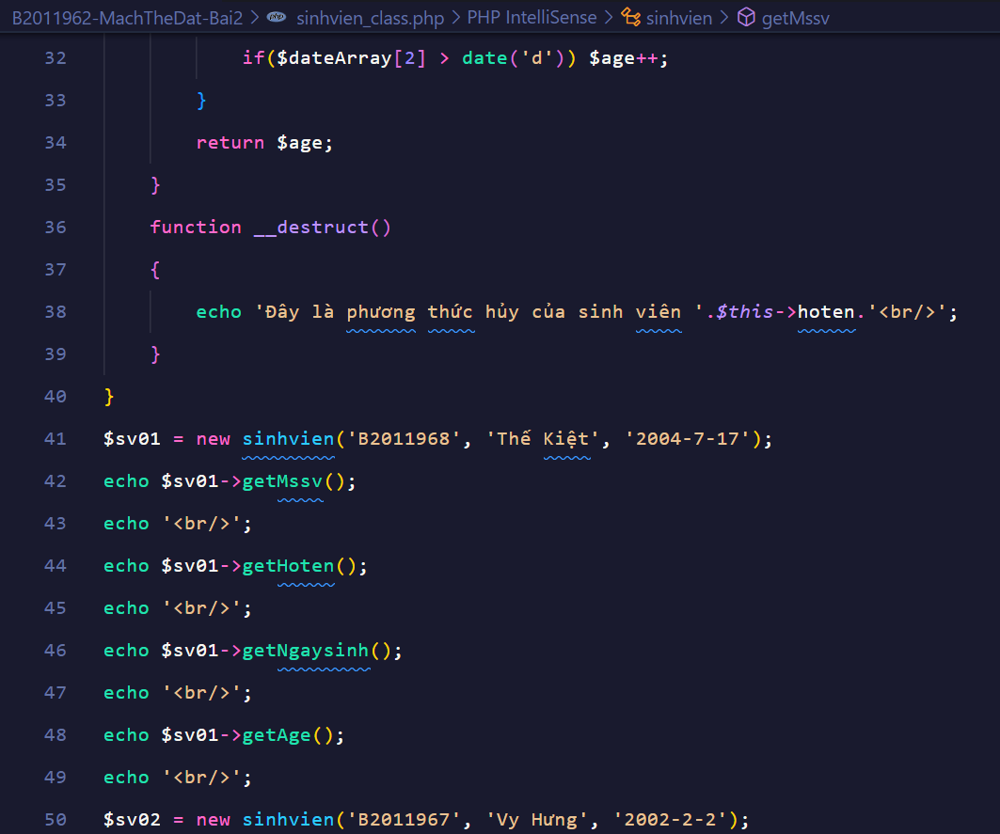 B2011962-MachTheDat-Bai2 > php sinhvien_class.php > PHP IntelliSense > sinhvien > getMssv
32 if($dateArray[2] > date('d')) $age++;
33 }
34 return $age;
35 }
36 function __destruct()
37 {
38 echo 'Đây là phương thức hủy của sinh viên '.$this->hoten.'<br/>';
39 }
40 }
41 $sv01 = new sinhvien('B2011968', 'Thế Kiệt', '2004-7-17');
42 echo $sv01->getMssv();
43 echo '<br/>';
44 echo $sv01->getHoten();
45 echo '<br/>';
46 echo $sv01->getNgaysinh();
47 echo '<br/>';
48 echo $sv01->getAge();
49 echo '<br/>';
50 $sv02 = new sinhvien('B2011967', 'Vy Hưng', '2002-2-2');